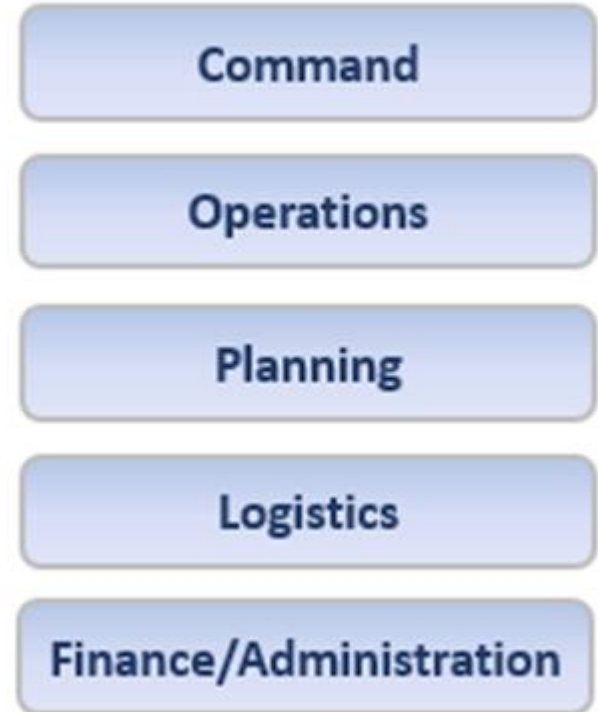 Command
Operations
Planning
Logistics
Finance/Administration